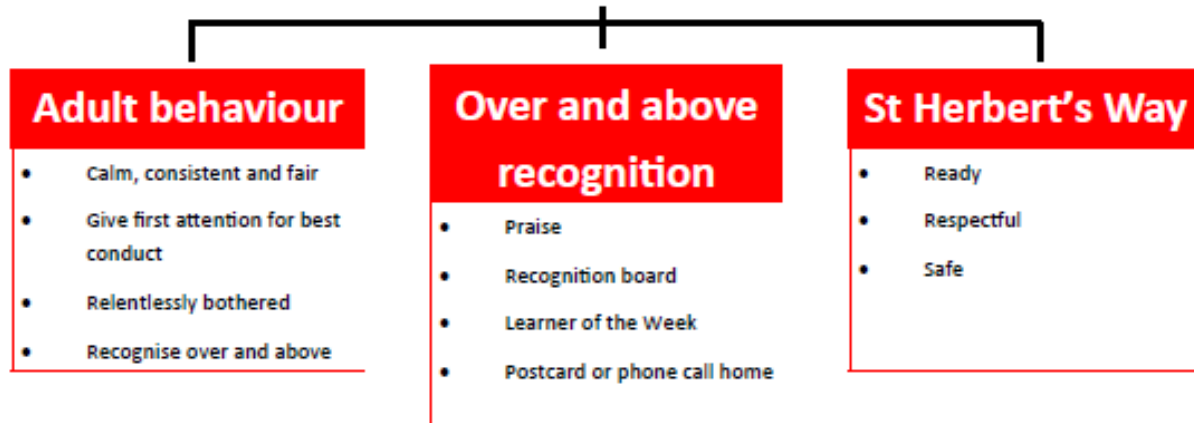 Adult behaviour
• Calm, consistent and fair
• Give first attention for best
conduct
• Relentlessly bothered
• Recognise over and above
Over and above
recognition
• Praise
• Recognition board
• Learner of the Week
• Postcard or phone call home
St Herbert's Way
• Ready
• Respectful
• Safe